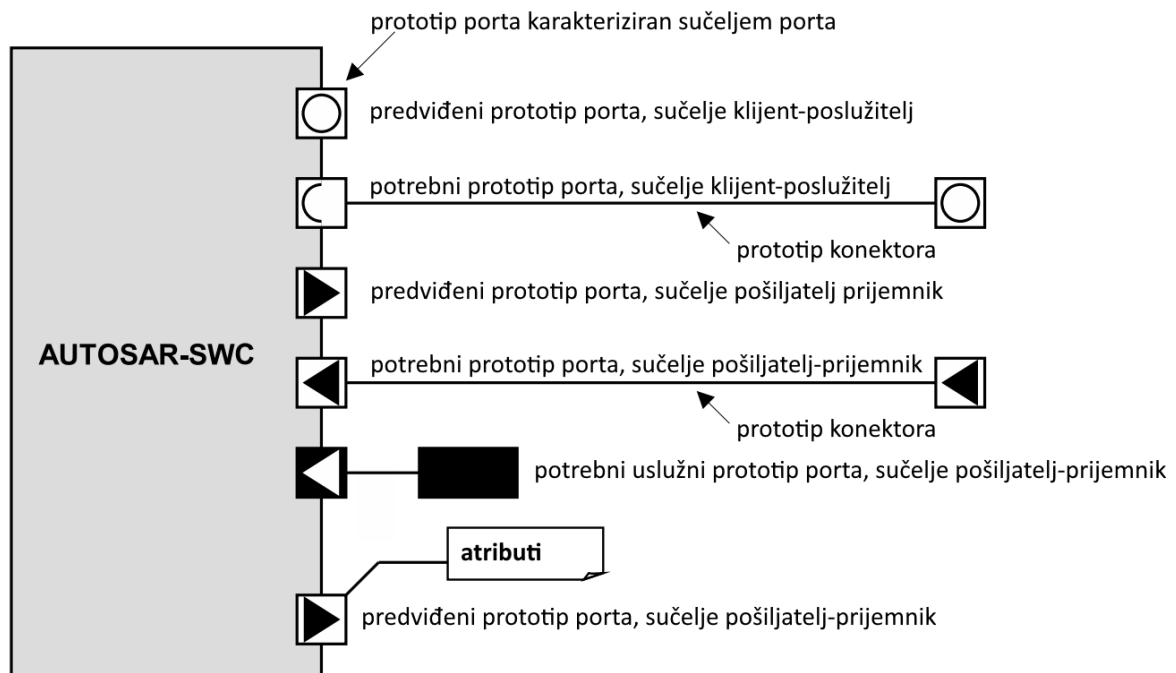 prototip porta karakteriziran sučeljem porta
predviđeni prototip porta, sučelje klijent-poslužitelj
potrebni prototip porta, sučelje klijent-poslužitelj
prototip konektora
predviđeni prototip porta, sučelje pošiljatelj prijemnik
AUTOSAR-SWC
potrebni prototip porta, sučelje pošiljatelj-prijemnik
prototip konektora
potrebni uslužni prototip porta, sučelje pošiljatelj-prijemnik
atributi
predviđeni prototip porta, sučelje pošiljatelj-prijemnik